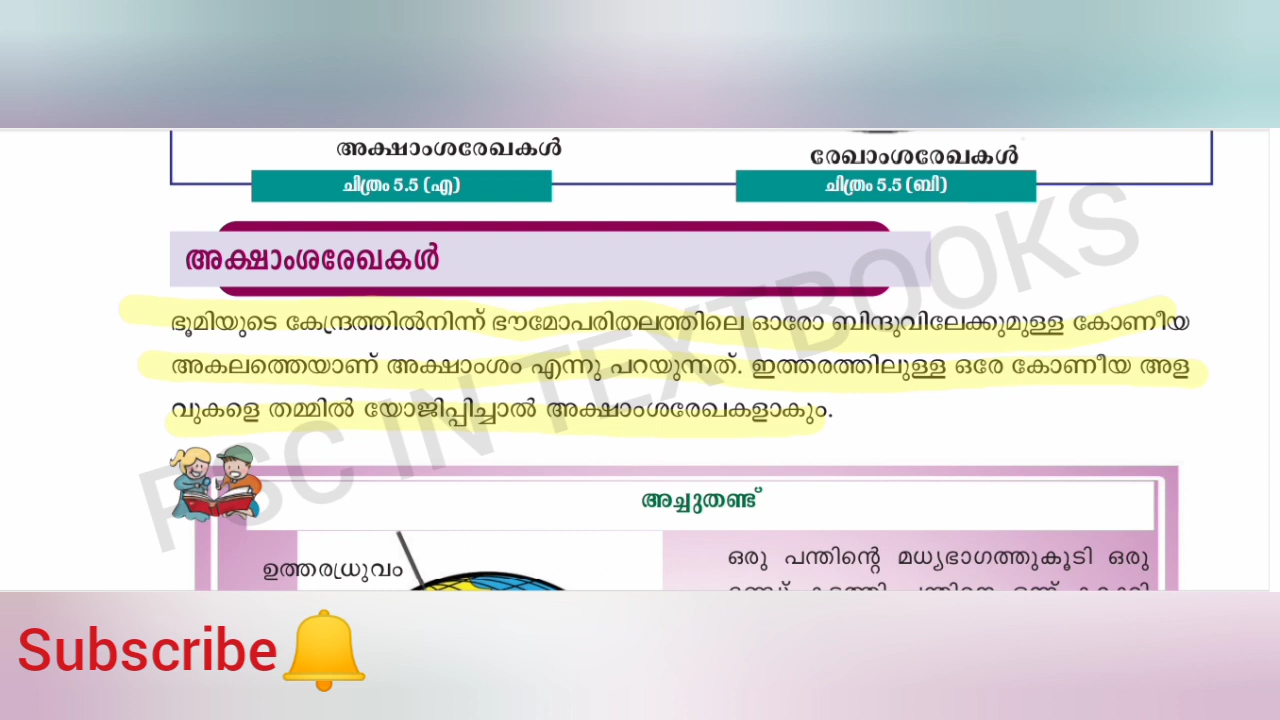 അക്ഷാംശരേഖകൾ
രേഖാംശരേഖകൾ
ചിത്രം 5.5 (എ)
ചിത്രം 5.5 (ബി)
അക്ഷാംശരേഖകൾ
ഭൂമിയുടെ കേന്ദ്രത്തിൽനിന്ന് ഭൗമോപരിതലത്തിലെ ഓരോ ബിന്ദുവിലേക്കുമുള്ള കോണീയ
അകലത്തെയാണ് അക്ഷാംശം എന്നു പറയുന്നത്. ഇത്തരത്തിലുള്ള ഒരേ കോണീയ അള
വുകളെ തമ്മിൽ യോജിപ്പിച്ചാൽ അക്ഷാംശരേഖകളാകും.
PSC IN TEXTBOOKS
അച്ചുതണ്ട്
ഉത്തരധ്രുവം
ഒരു പന്തിന്റെ മധ്യഭാഗത്തുകൂടി ഒരു
Subscribe